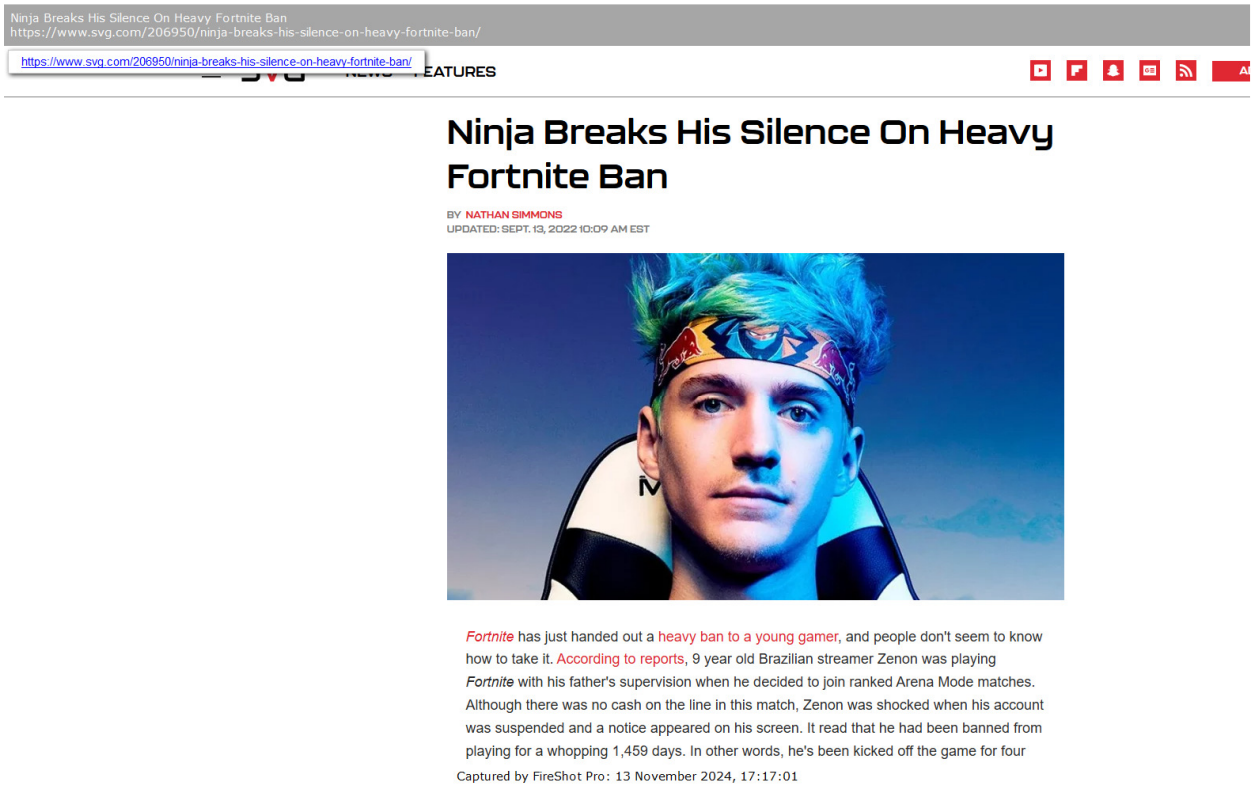 Ninja Breaks His Silence On Heavy Fortnite Ban
https://www.svg.com/206950/ninja-breaks-his-silence-on-heavy-fortnite-ban/
https://www.svg.com/206950/ninja-breaks-his-silence-on-heavy-fortnite-ban/
SVG NEWS FEATURES
Ninja Breaks His Silence On Heavy
Fortnite Ban
BY NATHAN SIMMONS
UPDATED: SEPT. 13, 2022 10:09 AM EST
Fortnite has just handed out a heavy ban to a young gamer, and people don't seem to know
how to take it. According to reports, 9 year old Brazilian streamer Zenon was playing
Fortnite with his father's supervision when he decided to join ranked Arena Mode matches.
Although there was no cash on the line in this match, Zenon was shocked when his account
was suspended and a notice appeared on his screen. It read that he had been banned from
playing for a whopping 1,459 days. In other words, he's been kicked off the game for four
Captured by FireShot Pro: 13 November 2024, 17:17:01